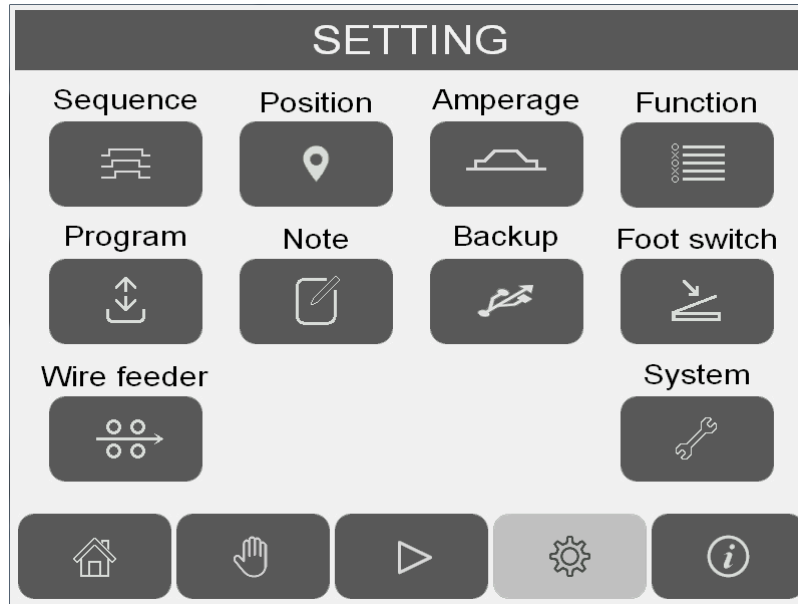 SETTING
Sequence Position Amperage Function
Program Note Backup Foot switch
Wire feeder System